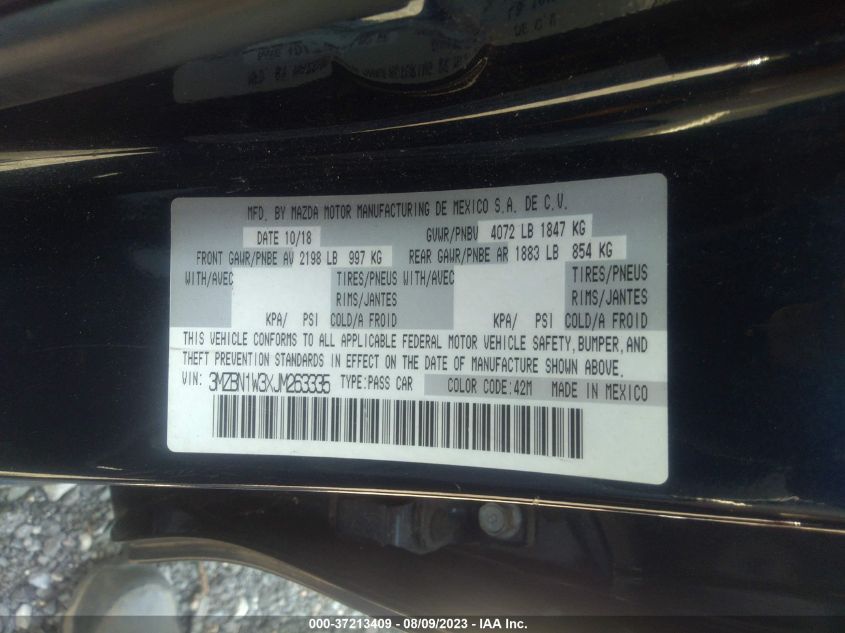 MFD. BY MAZDA MOTOR MANUFACTURING DE MEXICO S.A. DE C.V.
DATE 10/18 GVWR/PNBV 4072 LB 1847 KG
FRONT GAWR/PNBE AV 2198 LB 997 KG REAR GAWR/PNBE AR 1883 LB 854 KG
WITH/AVEC TIRES/PNEUS WITH/AVEC TIRES/PNEUS
RIMS/JANTES RIMS/JANTES
KPA/ PSI COLD/A FROID KPA/ PSI COLD/A FROID
THIS VEHICLE CONFORMS TO ALL APPLICABLE FEDERAL MOTOR VEHICLE SAFETY, BUMPER, AND
THEFT PREVENTION STANDARDS IN EFFECT ON THE DATE OF MANUFACTURE SHOWN ABOVE.
VIN: 3MZBN1W3XJM263335 TYPE:PASS CAR COLOR CODE:42M MADE IN MEXICO
000-37213409 - 08/09/2023 - IAA Inc.